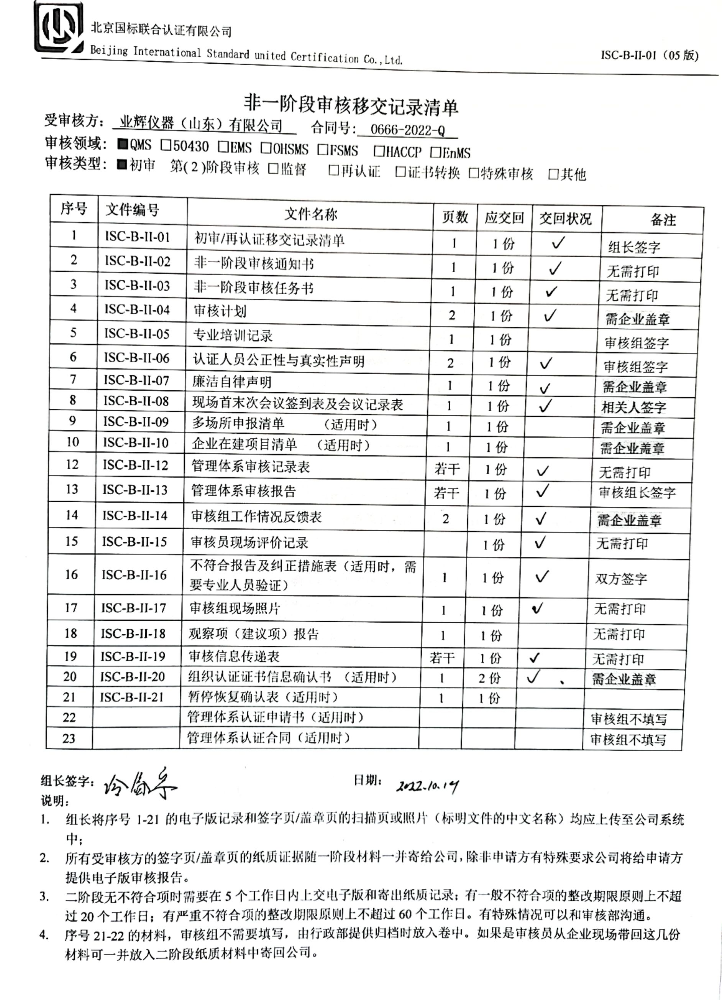 北京国标联合认证有限公司
Beijing International Standard united Certification Co.,Ltd.
ISC-B-II-01（05 版）
非一阶段审核移交记录清单
受审核方： 业辉仪器（山东）有限公司 合同号： 0666-2022-Q
审核领域：■QMS □50430 □EMS □OHSMS □FSMS □HACCP □EnMS
审核类型：■初审 第(2)阶段审核 □监督 □再认证 □证书转换 □特殊审核 □其他
序号 文件编号 文件名称 页数 应交回 交回状况 备注
1 ISC-B-II-01 初审/再认证移交记录清单 1 1 份 ✓ 组长签字
2 ISC-B-II-02 非一阶段审核通知书 1 1 份 ✓ 无需打印
3 ISC-B-II-03 非一阶段审核任务书 1 1 份 ✓ 无需打印
4 ISC-B-II-04 审核计划 2 1 份 ✓ 需企业盖章
5 ISC-B-II-05 专业培训记录 1 1 份 审核组签字
6 ISC-B-II-06 认证人员公正性与真实性声明 2 1 份 ✓ 审核组签字
7 ISC-B-II-07 廉洁自律声明 1 1 份 ✓ 需企业盖章
8 ISC-B-II-08 现场首末次会议签到表及会议记录表 1 1 份 ✓ 相关人签字
9 ISC-B-II-09 多场所申报清单 （适用时） 1 1 份 需企业盖章
10 ISC-B-II-10 企业在建项目清单 （适用时） 1 1 份 需企业盖章
12 ISC-B-II-12 管理体系审核记录表 若干 1 份 ✓ 无需打印
13 ISC-B-II-13 管理体系审核报告 若干 1 份 ✓ 审核组长签字
14 ISC-B-II-14 审核组工作情况反馈表 2 1 份 ✓ 需企业盖章
15 ISC-B-II-15 审核员现场评价记录 1 份 ✓ 无需打印
16 ISC-B-II-16 不符合报告及纠正措施表（适用时，需 1 1 份 ✓ 双方签字
要专业人员验证）
17 ISC-B-II-17 审核组现场照片 1 1 份 ✓ 无需打印
18 ISC-B-II-18 观察项（建议项）报告 1 1 份 无需打印
19 ISC-B-II-19 审核信息传递表 若干 1 份 ✓ 无需打印
20 ISC-B-II-20 组织认证证书信息确认书 （适用时） 1 2 份 ✓ 需企业盖章
21 ISC-B-II-21 暂停恢复确认表（适用时） 1 1 份
22 管理体系认证申请书（适用时） 审核组不填写
23 管理体系认证合同（适用时） 审核组不填写
组长签字： 日期： 2022.10.14
说明：
1. 组长将序号 1-21 的电子版记录和签字页/盖章页的扫描页或照片（标明文件的中文名称）均应上传至公司系统
中；
2. 所有受审核方的签字页/盖章页的纸质证据随一阶段材料一并寄给公司，除非申请方有特殊要求公司将给申请方
提供电子版审核报告。
3. 二阶段无不符合项时需要在 5 个工作日内上交电子版和寄出纸质记录；有一般不符合项的整改期限原则上不超
过 20 个工作日；有严重不符合项的整改期限原则上不超过 60 个工作日。有特殊情况可以和审核部沟通。
4. 序号 21-22 的材料，审核组不需要填写，由行政部提供归档时放入卷中。如果是审核员从企业现场带回这几份
材料可一并放入二阶段纸质材料中寄回公司。